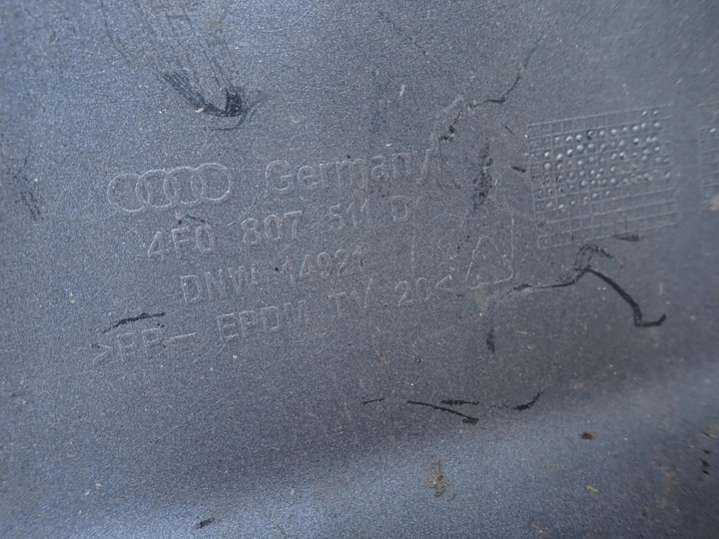 Germany
4F0 807 511 D
DNW 14921
>PP— EPDM TV 20<